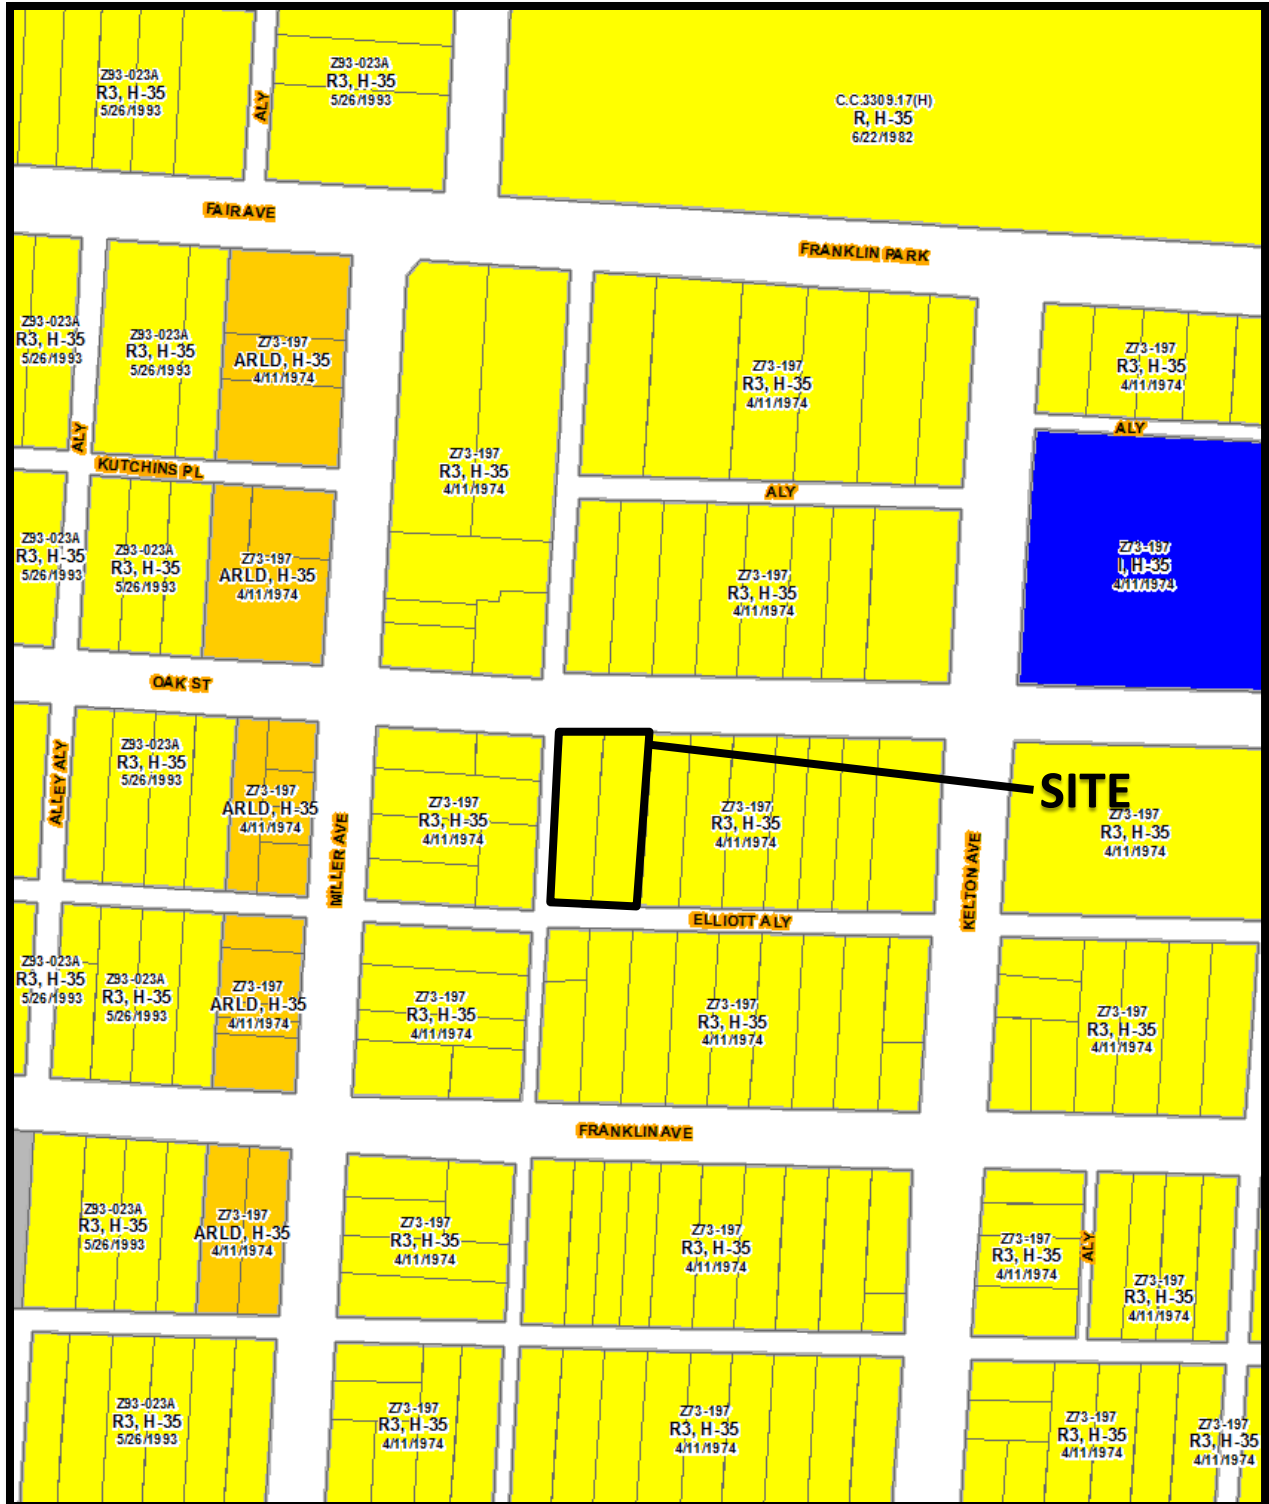 Z93-023A
R3, H-35
5/26/1993
ALY
Z93-023A
R3, H-35
5/26/1993
C.C.3309.17(H)
R, H-35
6/22/1982
FAIR AVE
FRANKLIN PARK
Z93-023A
R3, H-35
5/26/1993
Z93-023A
R3, H-35
5/26/1993
Z73-197
ARLD, H-35
4/11/1974
Z73-197
R3, H-35
4/11/1974
Z73-197
R3, H-35
4/11/1974
ALY
ALY
KUTCHINS PL
Z73-197
R3, H-35
4/11/1974
ALY
Z93-023A
R3, H-35
5/26/1993
Z93-023A
R3, H-35
5/26/1993
Z73-197
ARLD, H-35
4/11/1974
Z73-197
R3, H-35
4/11/1974
Z73-197
I, H-35
4/11/1974
OAK ST
ALLEY ALY
Z93-023A
R3, H-35
5/26/1993
Z73-197
ARLD, H-35
4/11/1974
MILLER AVE
Z73-197
R3, H-35
4/11/1974
Z73-197
R3, H-35
4/11/1974
SITE
KELTON AVE
Z73-197
R3, H-35
4/11/1974
ELLIOTT ALY
Z93-023A
R3, H-35
5/26/1993
Z93-023A
R3, H-35
5/26/1993
Z73-197
ARLD, H-35
4/11/1974
Z73-197
R3, H-35
4/11/1974
Z73-197
R3, H-35
4/11/1974
Z73-197
R3, H-35
4/11/1974
FRANKLIN AVE
Z93-023A
R3, H-35
5/26/1993
Z73-197
ARLD, H-35
4/11/1974
Z73-197
R3, H-35
4/11/1974
Z73-197
R3, H-35
4/11/1974
Z73-197
R3, H-35
4/11/1974
ALY
Z73-197
R3, H-35
4/11/1974
Z93-023A
R3, H-35
5/26/1993
Z73-197
R3, H-35
4/11/1974
Z73-197
R3, H-35
4/11/1974
Z73-197
R3, H-35
4/11/1974
Z73-197
R3, H-35
4/11/1974